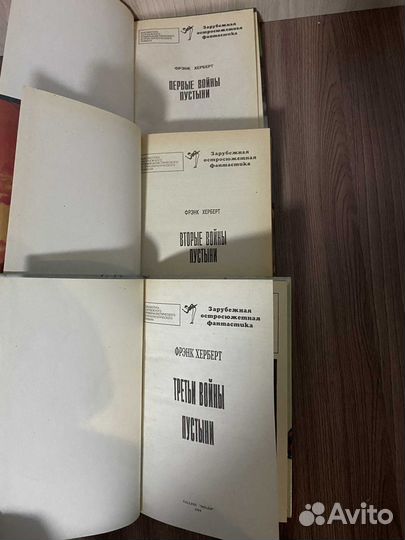 Зарубежная
остросюжетная
фантастика
ФРЭНК ХЕРБЕРТ
ПЕРВЫЕ ВОЙНЫ
ПУСТЫНИ
Зарубежная
остросюжетная
фантастика
ФРЭНК ХЕРБЕРТ
ВТОРЫЕ ВОЙНЫ
ПУСТЫНИ
Зарубежная
остросюжетная
фантастика
ФРЭНК ХЕРБЕРТ
ТРЕТЬИ ВОЙНЫ
ПУСТЫНИ
Avito